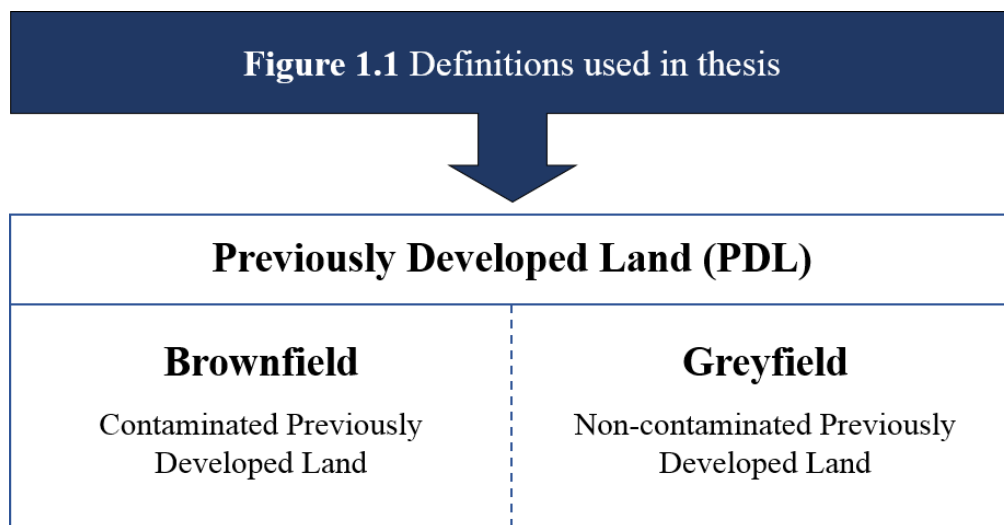 Figure 1.1 Definitions used in thesis
Previously Developed Land (PDL)
Brownfield
Contaminated Previously
Developed Land
Greyfield
Non-contaminated Previously
Developed Land